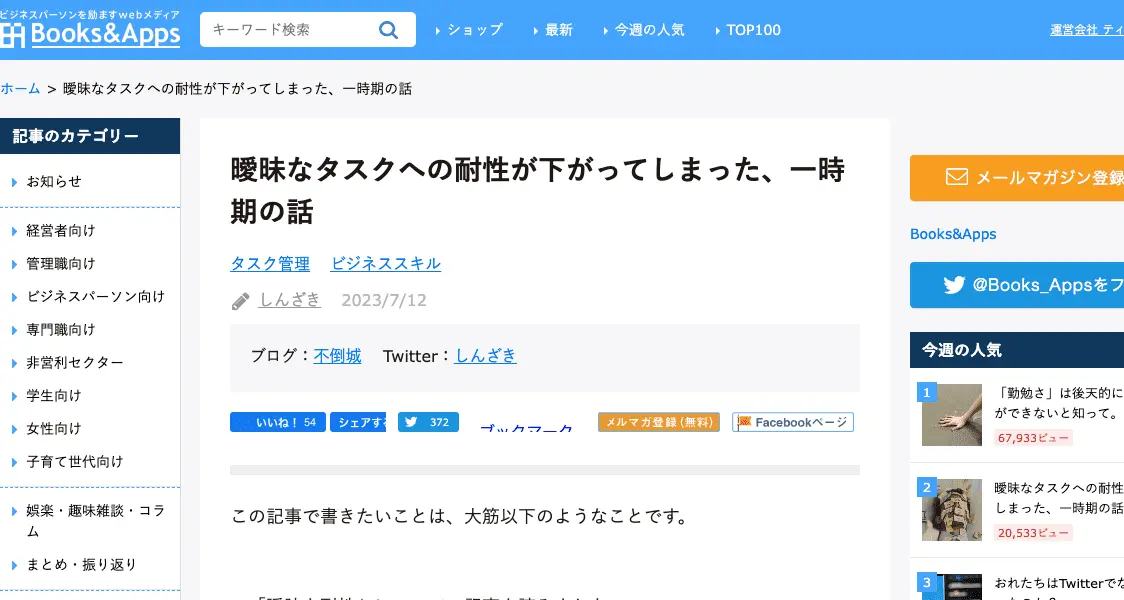 ビジネスパーソンを励ますwebメディア
Books&Apps
キーワード検索
ショップ
最新
今週の人気
TOP100
運営会社 ティ
ホーム > 曖昧なタスクへの耐性が下がってしまった、一時期の話
記事のカテゴリー
お知らせ
経営者向け
管理職向け
ビジネスパーソン向け
専門職向け
非営利セクター
学生向け
女性向け
子育て世代向け
娯楽・趣味雑談・コラ
ム
まとめ・振り返り
曖昧なタスクへの耐性が下がってしまった、一時
期の話
タスク管理 ビジネススキル
しんざき 2023/7/12
ブログ：不倒城 Twitter：しんざき
いいね！ 54
シェアする
372
ブックマーク
メルマガ登録(無料)
Facebookページ
この記事で書きたいことは、大筋以下のようなことです。
メールマガジン登録
Books&Apps
@Books_Appsをフ
今週の人気
1
「勤勉さ」は後天的に
ができないと知って。
67,933ビュー
2
曖昧なタスクへの耐性
しまった、一時期の話
20,533ビュー
3
おれたちはTwitterでな